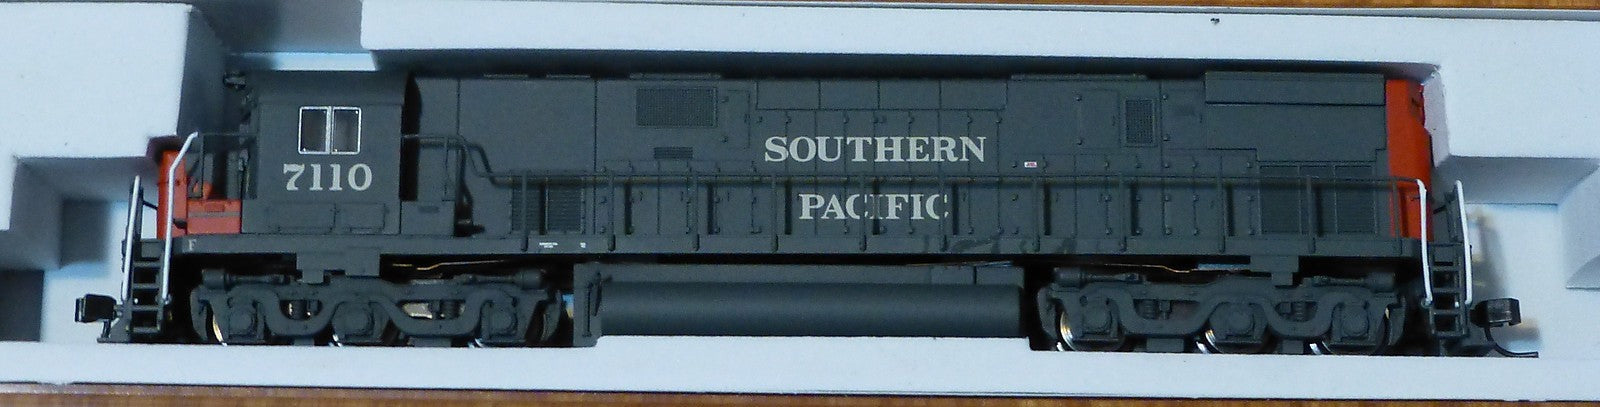 7110
SOUTHERN
PACIFIC
F